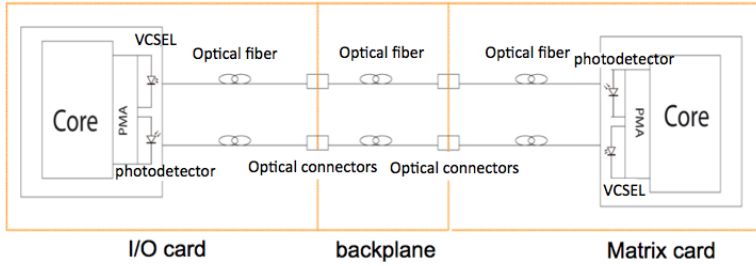 VCSEL
Optical fiber
Optical fiber
Optical fiber
photodetector
Core
PMA
PMA
Core
photodetector
Optical connectors
Optical connectors
VCSEL
I/O card
backplane
Matrix card